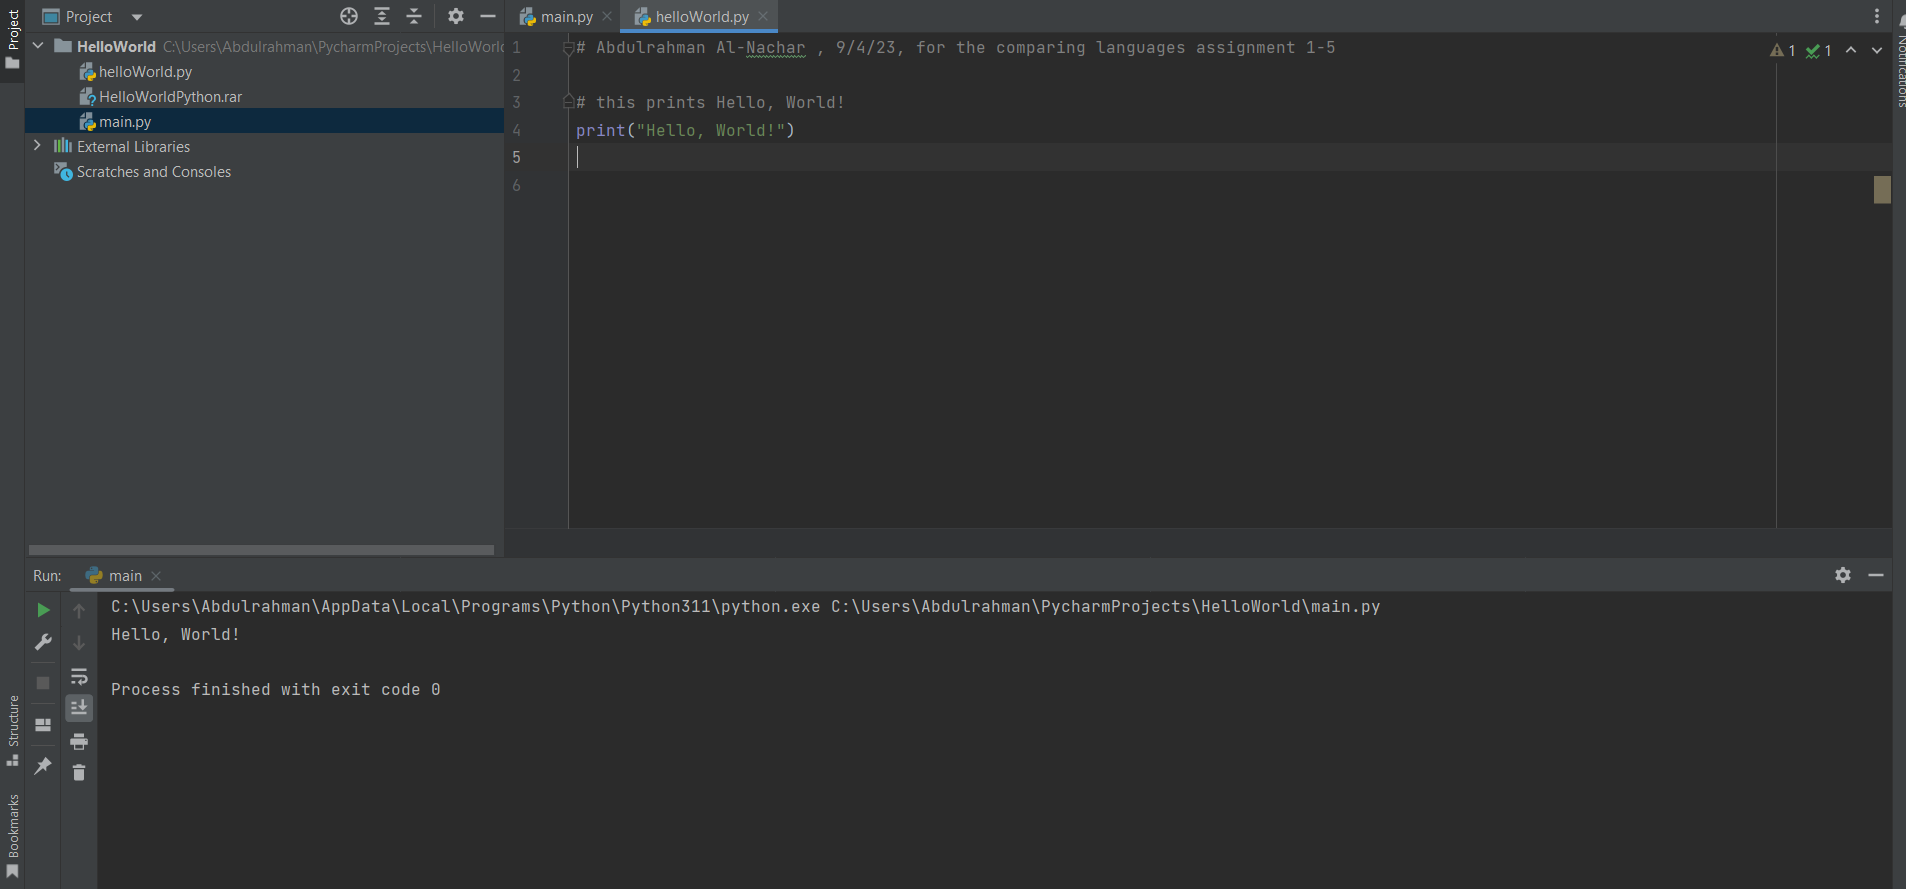 Project
Project
main.py
helloWorld.py
HelloWorld C:\Users\Abdulrahman\PycharmProjects\HelloWorld
helloWorld.py
HelloWorldPython.rar
main.py
External Libraries
Scratches and Consoles
1 # Abdulrahman Al-Nachar , 9/4/23, for the comparing languages assignment 1-5
2
3 # this prints Hello, World!
4 print("Hello, World!")
5
6
1 1
Notifications
Run: main
C:\Users\Abdulrahman\AppData\Local\Programs\Python\Python311\python.exe C:\Users\Abdulrahman\PycharmProjects\HelloWorld\main.py
Hello, World!
Process finished with exit code 0
Structure
Bookmarks